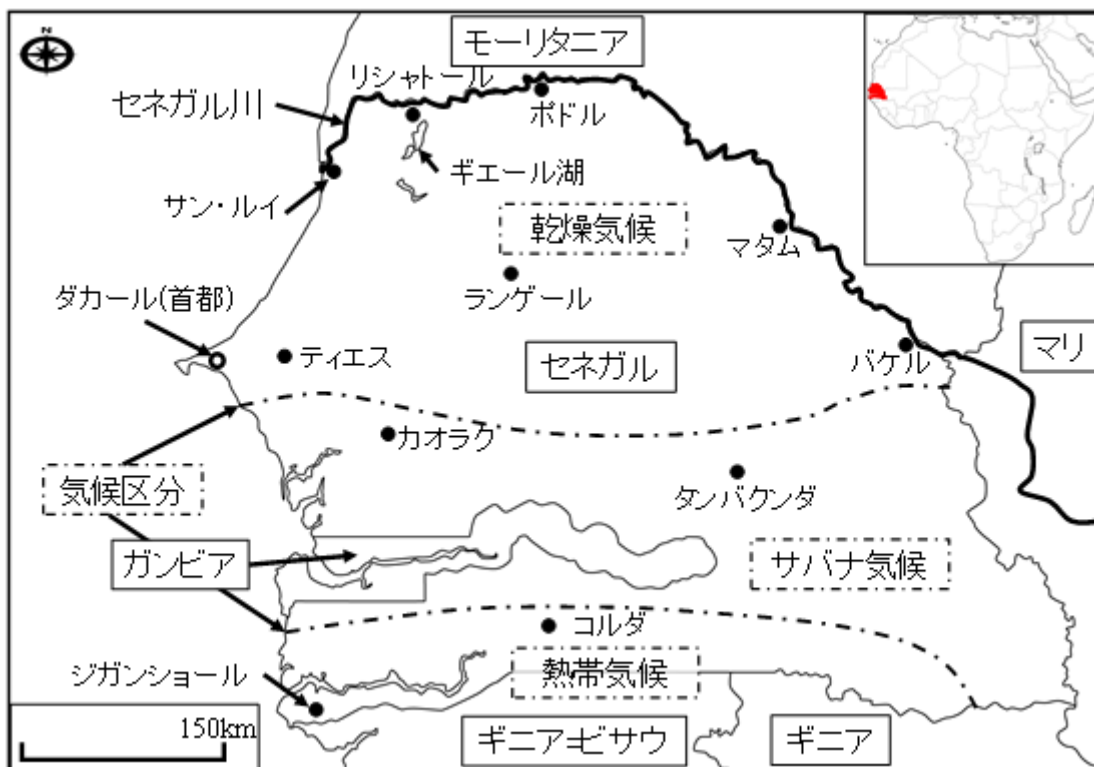 N
モーリタニア
リシャトール
セネガル川
ポドル
ギエール湖
サン・ルイ
乾燥気候
マタム
ランゲール
ダカール(首都)
ティエス
セネガル
バケル
マリ
カオラク
気候区分
タンバクンダ
ガンビア
サバナ気候
コルダ
ジガンショール
熱帯気候
150km
ギニア=ビサウ
ギニア